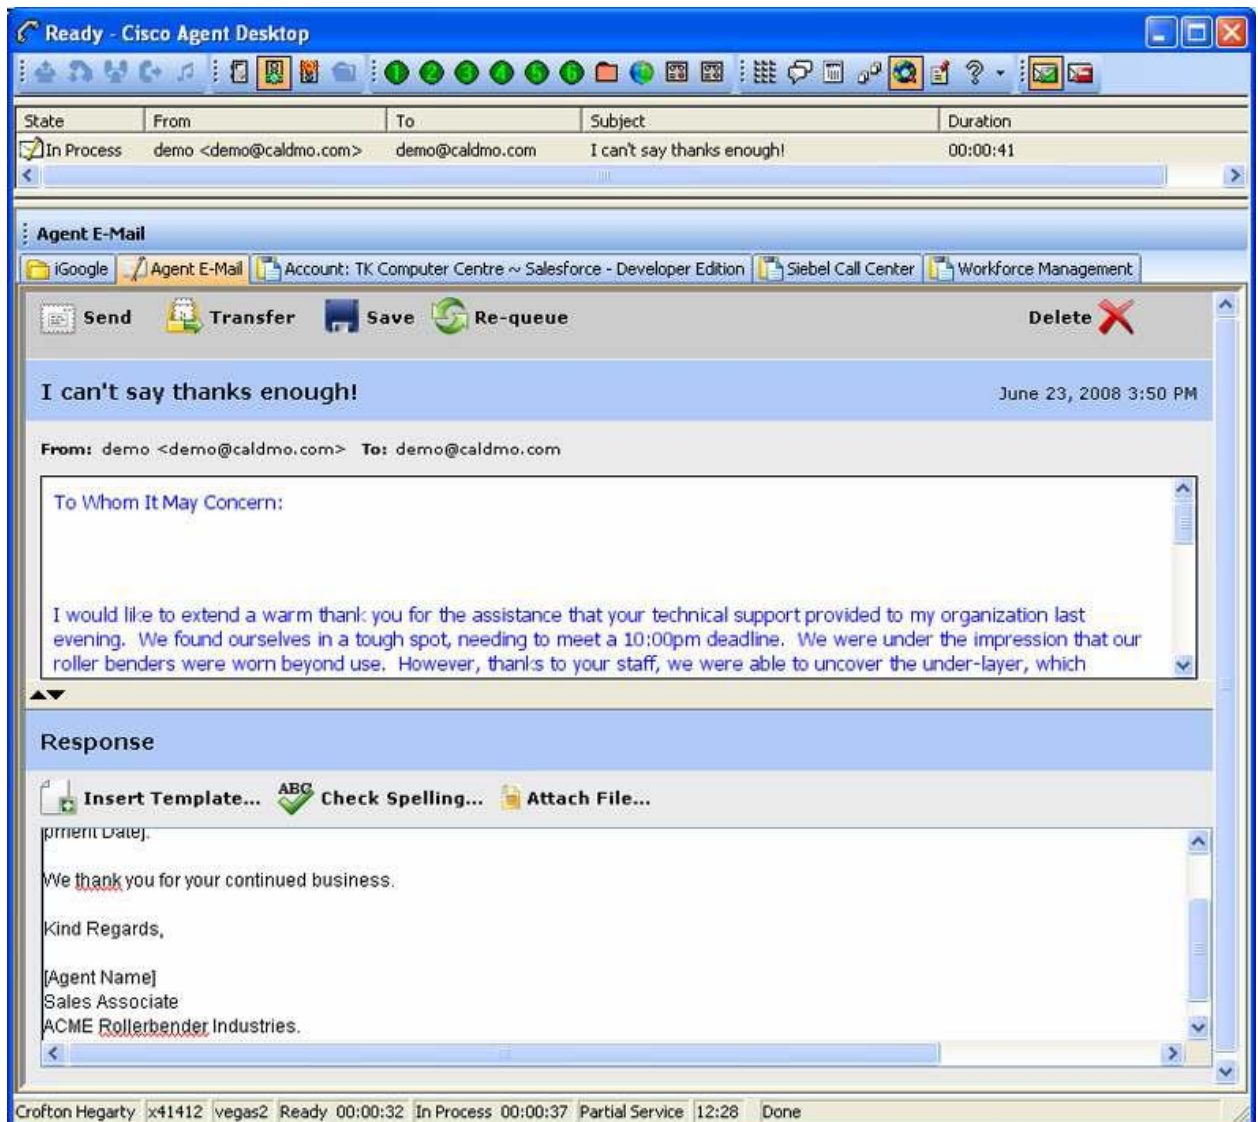 Ready - Cisco Agent Desktop
1 2 3 4 5 6
State From To Subject Duration
In Process demo <demo@caldmo.com> demo@caldmo.com I can't say thanks enough! 00:00:41
Agent E-Mail
iGoogle Agent E-Mail Account: TK Computer Centre ~ Salesforce - Developer Edition Siebel Call Center Workforce Management
Send Transfer Save Re-queue Delete
I can't say thanks enough! June 23, 2008 3:50 PM
From: demo <demo@caldmo.com> To: demo@caldmo.com
To Whom It May Concern:
I would like to extend a warm thank you for the assistance that your technical support provided to my organization last
evening. We found ourselves in a tough spot, needing to meet a 10:00pm deadline. We were under the impression that our
roller benders were worn beyond use. However, thanks to your staff, we were able to uncover the under-layer, which
Response
Insert Template... ABC Check Spelling... Attach File...
pment Date].
We thank you for your continued business.
Kind Regards,
[Agent Name]
Sales Associate
ACME Rollerbender Industries.
Crofton Hegarty x41412 vegas2 Ready 00:00:32 In Process 00:00:37 Partial Service 12:28 Done